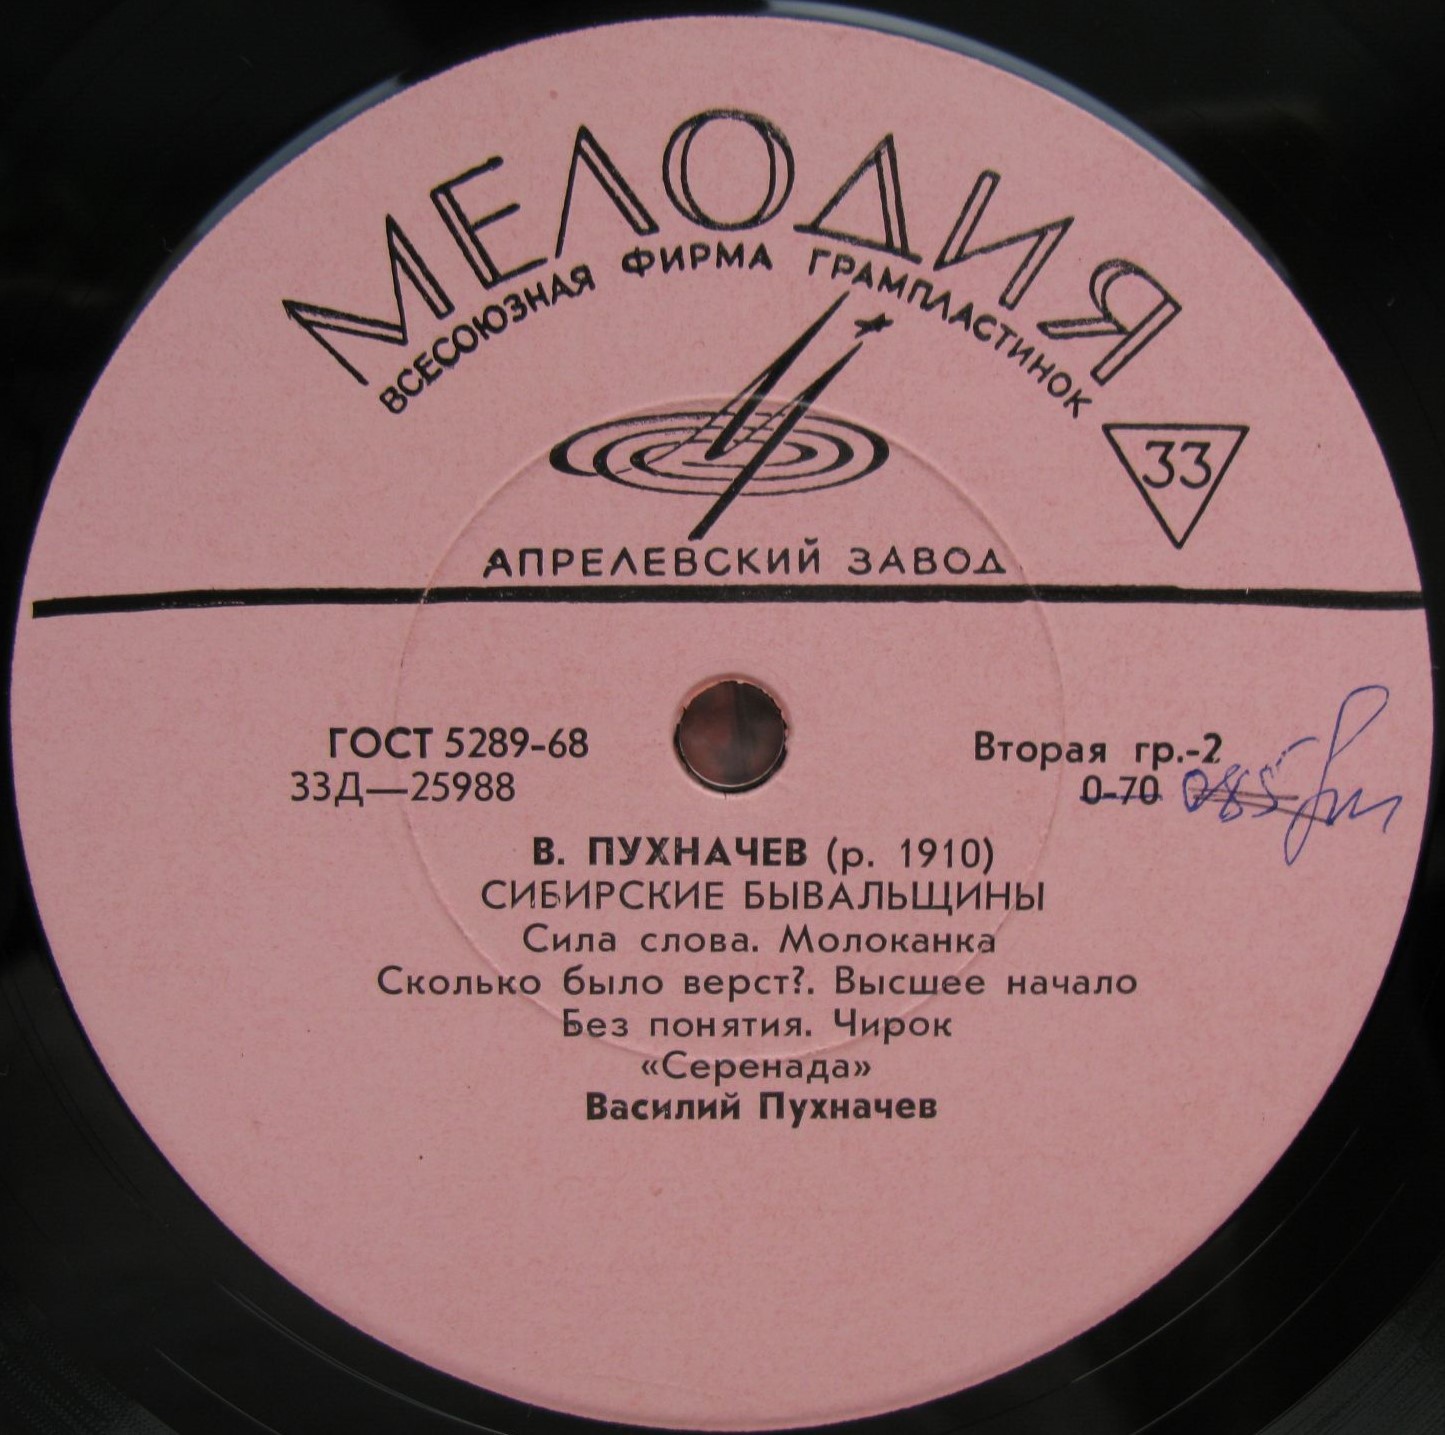 МЕЛОДИЯ
ВСЕСОЮЗНАЯ ФИРМА ГРАМПЛАСТИНОК
33
АПРЕЛЕВСКИЙ ЗАВОД
ГОСТ 5289-68
33Д—25988
Вторая гр.-2
0-70
В. ПУХНАЧЕВ (р. 1910)
СИБИРСКИЕ БЫВАЛЬЩИНЫ
Сила слова. Молоканка
Сколько было верст?. Высшее начало
Без понятия. Чирок
«Серенада»
Василий Пухначев